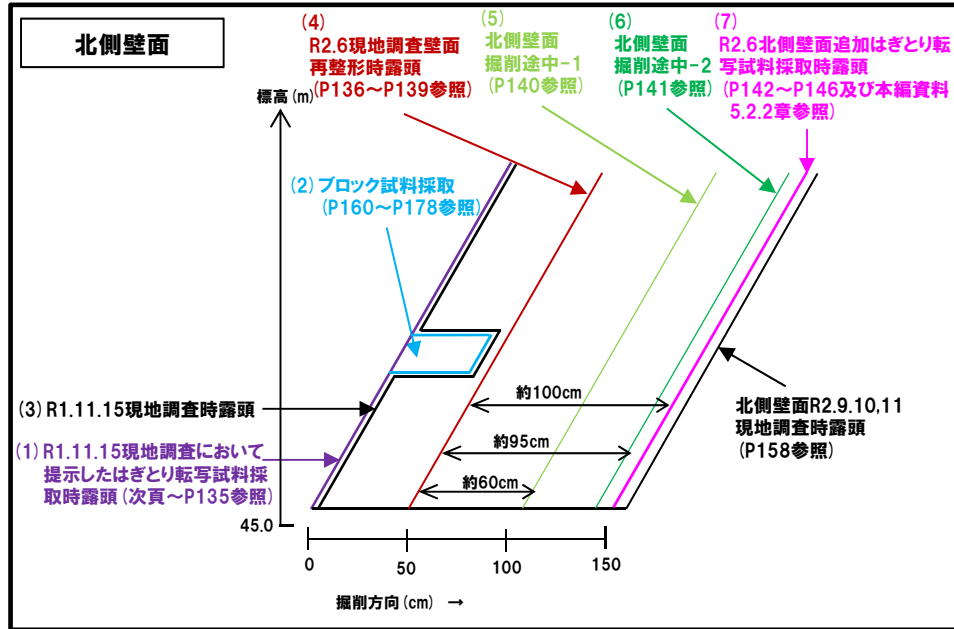 北側壁面
(4)
R2.6現地調査壁面
再整形時露頭
(P136～P139参照)
(5)
北側壁面
掘削途中-1
(P140参照)
(6)
北側壁面
掘削途中-2
(P141参照)
(7)
R2.6北側壁面追加はぎとり転
写試料採取時露頭
(P142～P146及び本編資料
5.2.2章参照)
標高(m)
(2)ブロック試料採取
(P160～P178参照)
(3)R1.11.15現地調査時露頭
(1)R1.11.15現地調査において
提示したはぎとり転写試料採
取時露頭(次頁～P135参照)
約100cm
約95cm
約60cm
北側壁面R2.9.10,11
現地調査時露頭
(P158参照)
45.0
0
50
100
150
掘削方向(cm) →